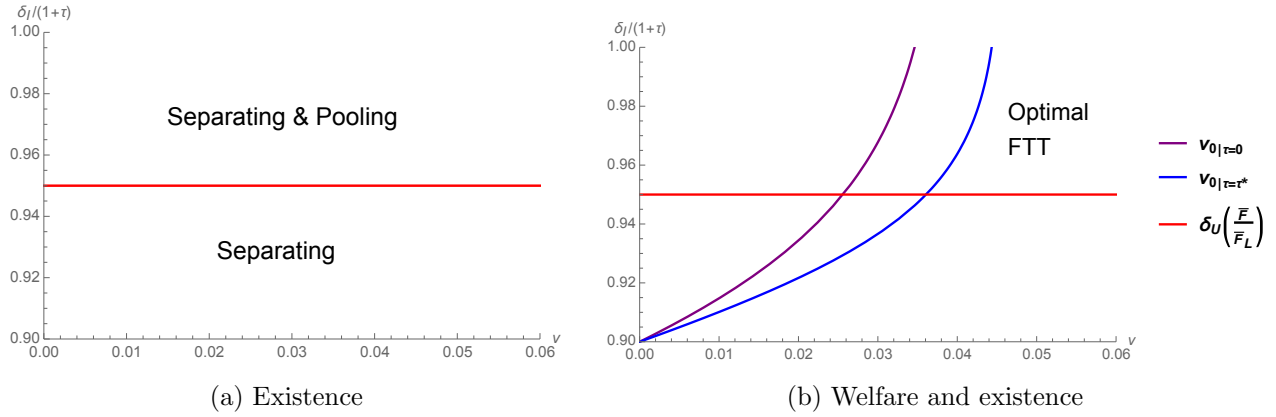 δ_I/(1+τ)
1.00
0.98
0.96
0.94
0.92
0.90
Separating & Pooling
Separating
0.00
0.01
0.02
0.03
0.04
0.05
0.06
v
(a) Existence
δ_I/(1+τ)
1.00
0.98
0.96
0.94
0.92
0.90
Optimal
FTT
0.00
0.01
0.02
0.03
0.04
0.05
0.06
v
v_{0|τ=0}
v_{0|τ=τ*}
δ_U(F̅/F̅_L)
(b) Welfare and existence